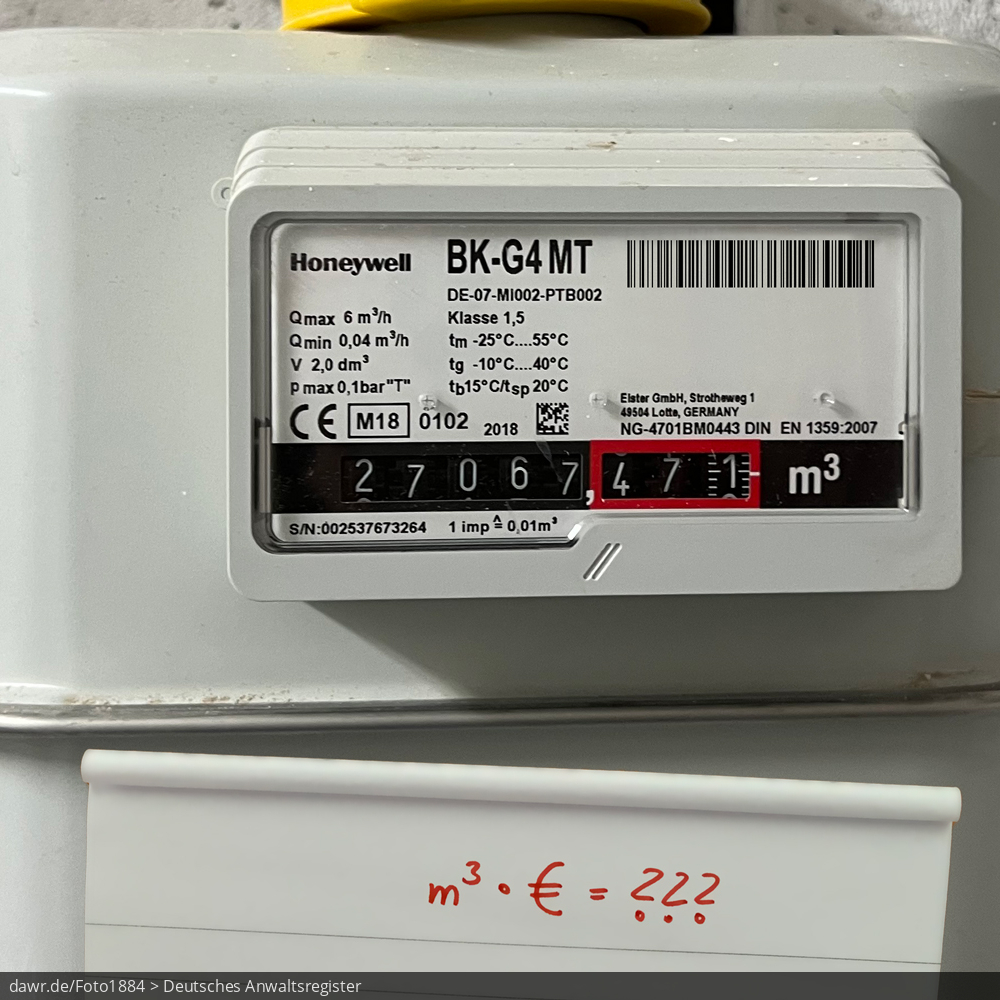 Honeywell
BK-G4 MT
DE-07-MI002-PTB002
Qmax 6 m³/h
Klasse 1,5
Qmin 0,04 m³/h
tm -25°C....55°C
V 2,0 dm³
tg -10°C....40°C
pmax 0,1bar"T"
tb15°C/tsp 20°C
Elster GmbH, Strotheweg 1
49504 Lotte, GERMANY
CE M18 0102 2018
NG-4701BM0443 DIN EN 1359:2007
27067,471 m³
S/N:002537673264 1 imp ≙ 0,01m³
m³ · € = ???
dawr.de/Foto1884 > Deutsches Anwaltsregister